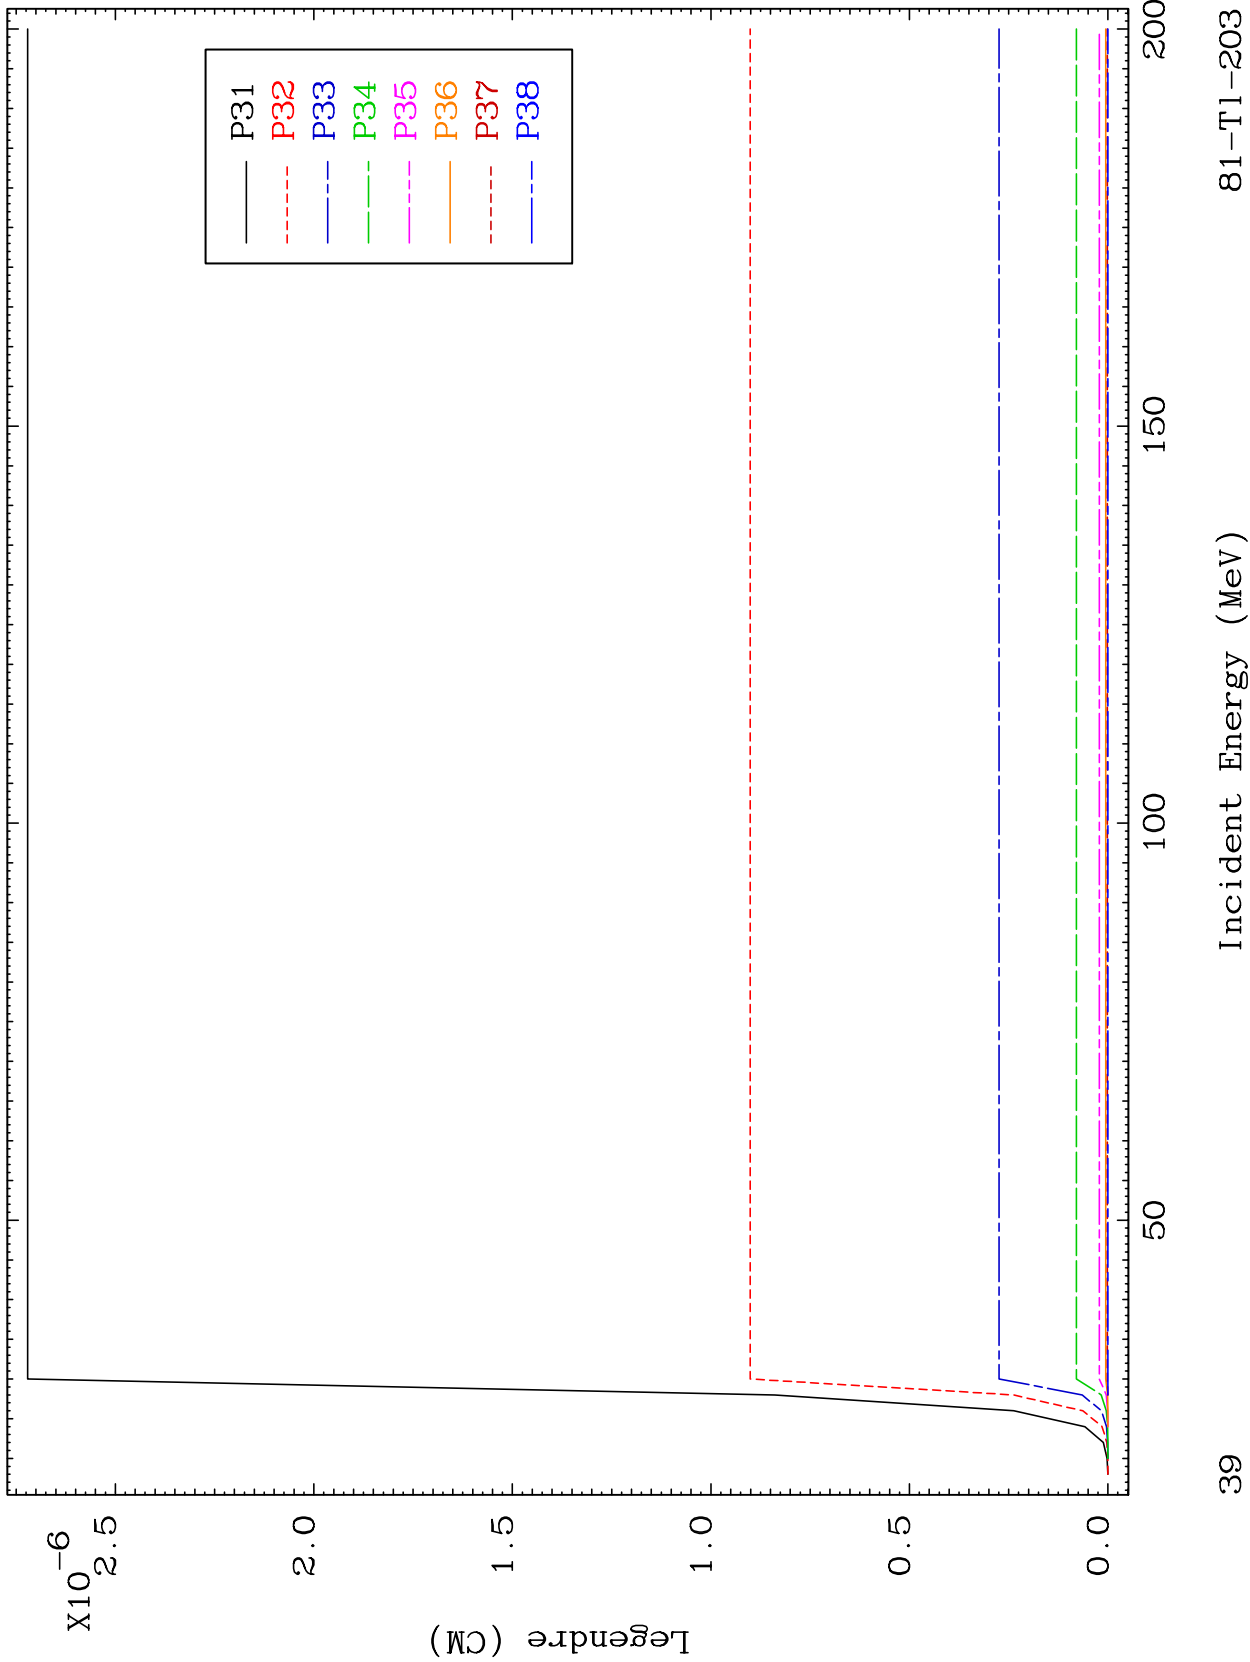 X10-6
2.5
2.0
1.5
1.0
0.5
0.0
Legendre (CM)
P31
P32
P33
P34
P35
P36
P37
P38
50
100
150
200
39
Incident Energy (MeV)
81-Tl-203